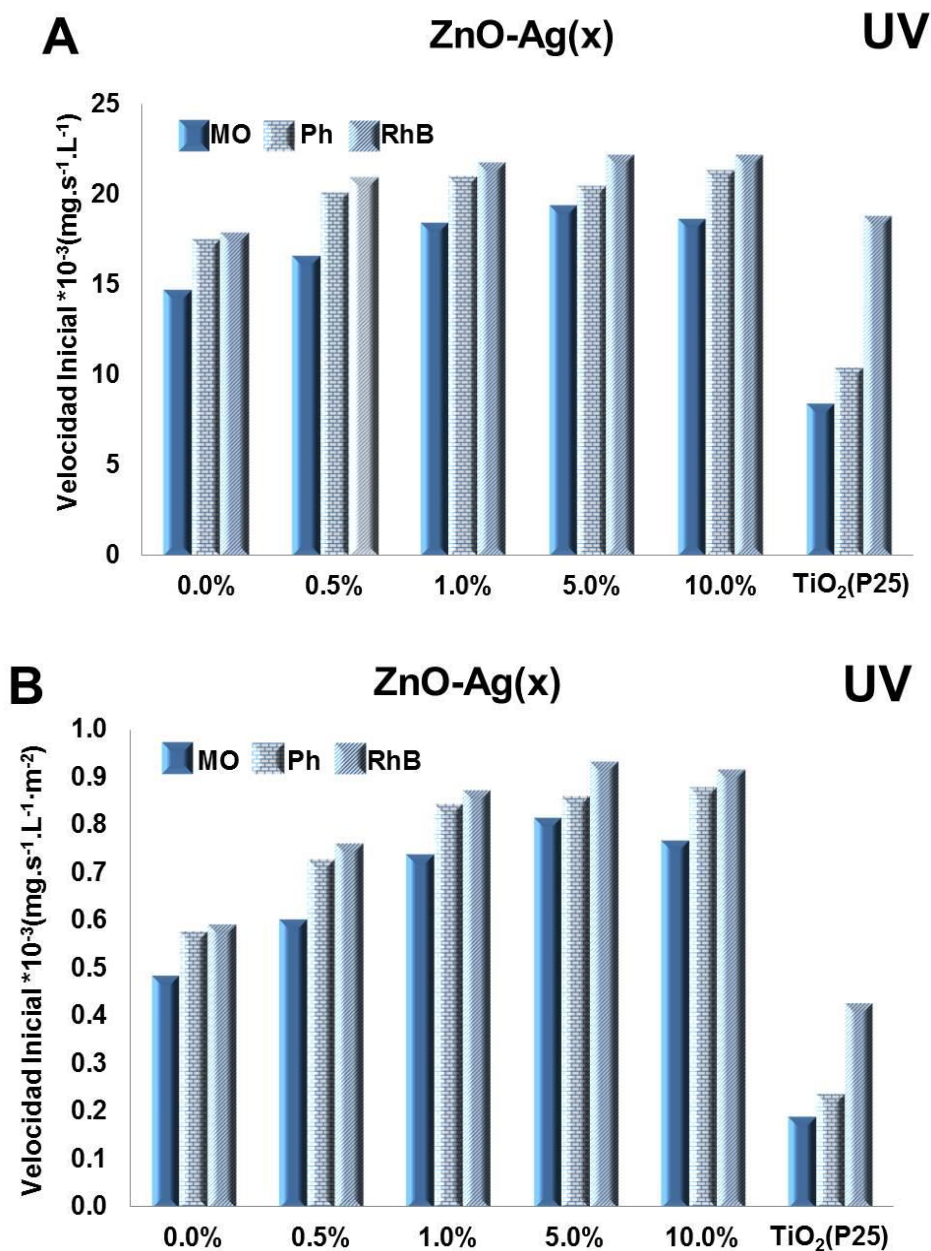 A
ZnO-Ag(x)
UV
Velocidad Inicial *10⁻³(mg.s⁻¹.L⁻¹)
25
20
15
10
5
0
MO
Ph
RhB
0.0%
0.5%
1.0%
5.0%
10.0%
TiO₂(P25)
B
ZnO-Ag(x)
UV
Velocidad Inicial *10⁻³(mg.s⁻¹.L⁻¹·m⁻²)
1.0
0.9
0.8
0.7
0.6
0.5
0.4
0.3
0.2
0.1
0.0
MO
Ph
RhB
0.0%
0.5%
1.0%
5.0%
10.0%
TiO₂(P25)